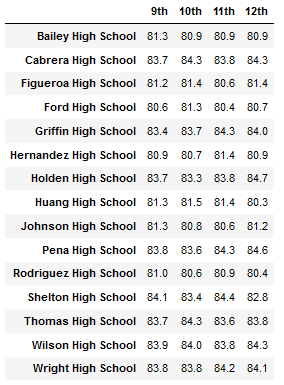 9th 10th 11th 12th
Bailey High School 81.3 80.9 80.9 80.9
Cabrera High School 83.7 84.3 83.8 84.3
Figueroa High School 81.2 81.4 80.6 81.4
Ford High School 80.6 81.3 80.4 80.7
Griffin High School 83.4 83.7 84.3 84.0
Hernandez High School 80.9 80.7 81.4 80.9
Holden High School 83.7 83.3 83.8 84.7
Huang High School 81.3 81.5 81.4 80.3
Johnson High School 81.3 80.8 80.6 81.2
Pena High School 83.8 83.6 84.3 84.6
Rodriguez High School 81.0 80.6 80.9 80.4
Shelton High School 84.1 83.4 84.4 82.8
Thomas High School 83.7 84.3 83.6 83.8
Wilson High School 83.9 84.0 83.8 84.3
Wright High School 83.8 83.8 84.2 84.1